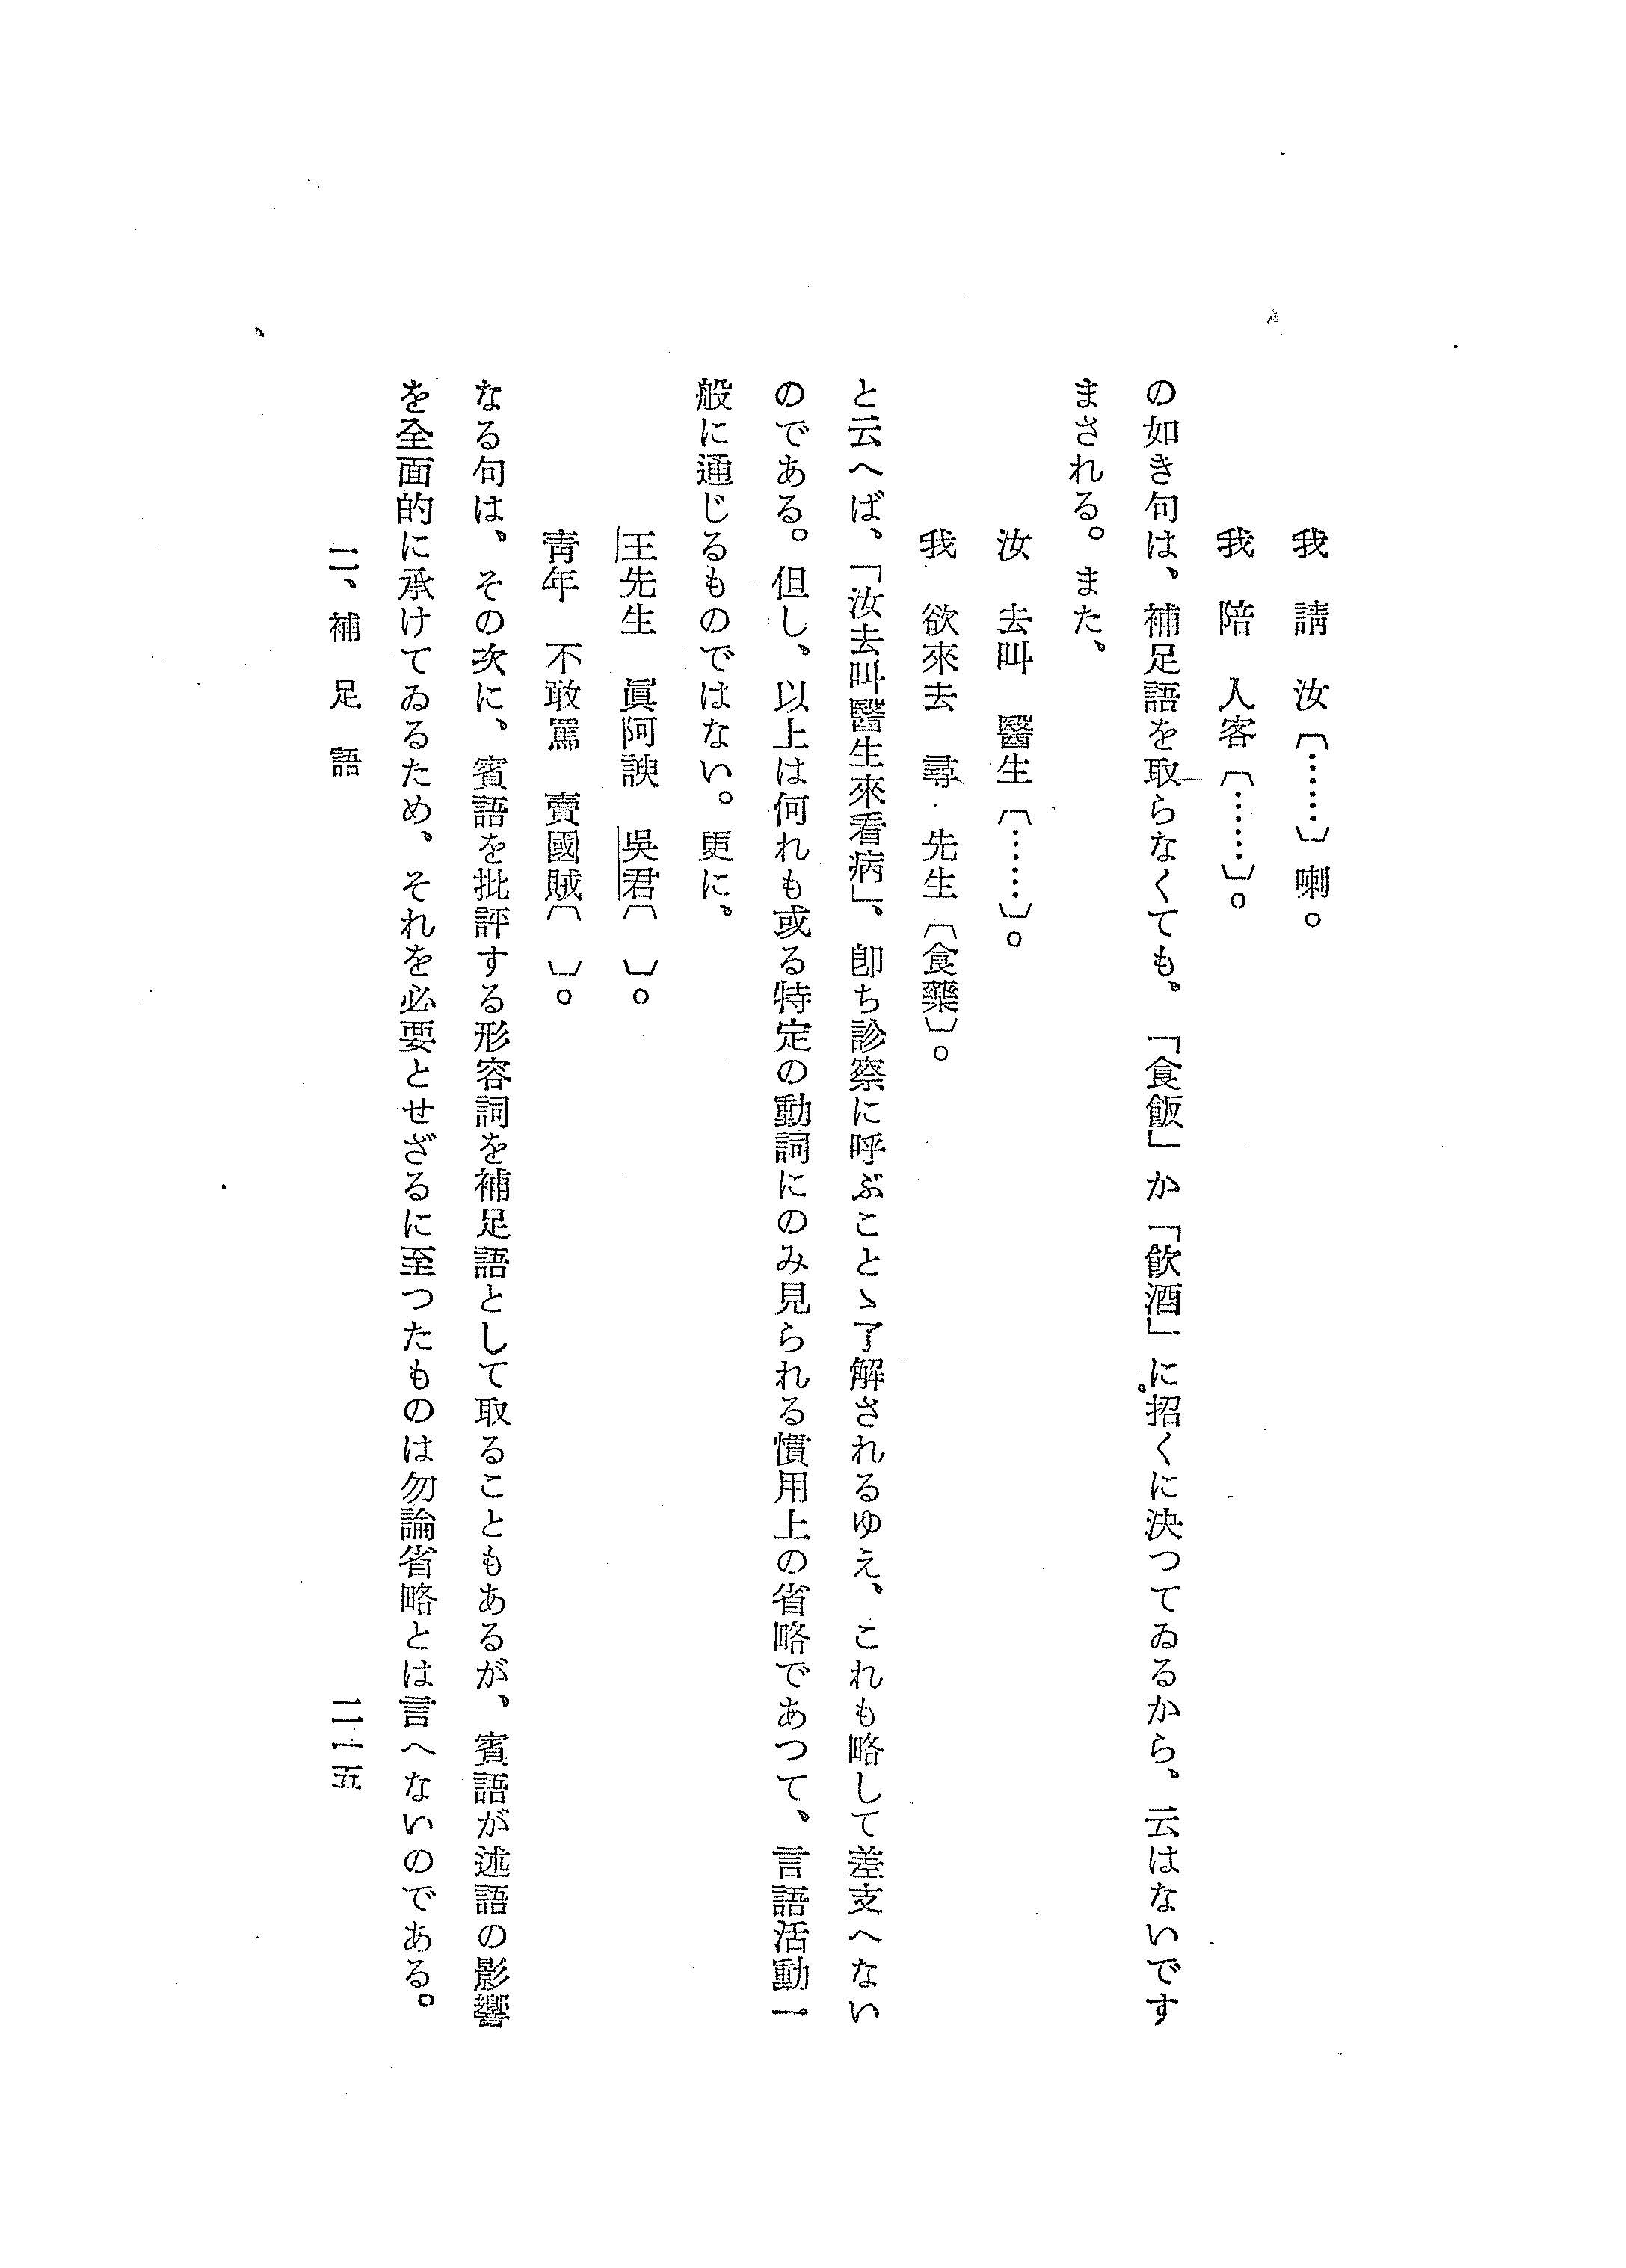 我　請　汝〔……〕喇。
我　陪　人客〔……〕。
の如き句は、補足語を取らなくても、「食飯」か「飮酒」に招くに決つてゐるから、云はないです
まされる。また、
汝　去叫　醫生〔……〕。
我　欲來去　尋　先生〔食藥〕。
と云へば、「汝去叫醫生來看病」、卽ち診察に呼ぶことゝ了解されるゆえ、これも略して差支へない
のである。但し、以上は何れも或る特定の動詞にのみ見られる慣用上の省略であつて、言語活動一
般に通じるものではない。更に、
王先生　眞阿諛　吳君〔　〕。
靑年　不敢罵　賣國賊〔　〕。
なる句は、その次に、賓語を批評する形容詞を補足語として取ることもあるが、賓語が述語の影響
を全面的に承けてゐるため、それを必要とせざるに至つたものは勿論省略とは言へないのである。
二、補足語　二一五